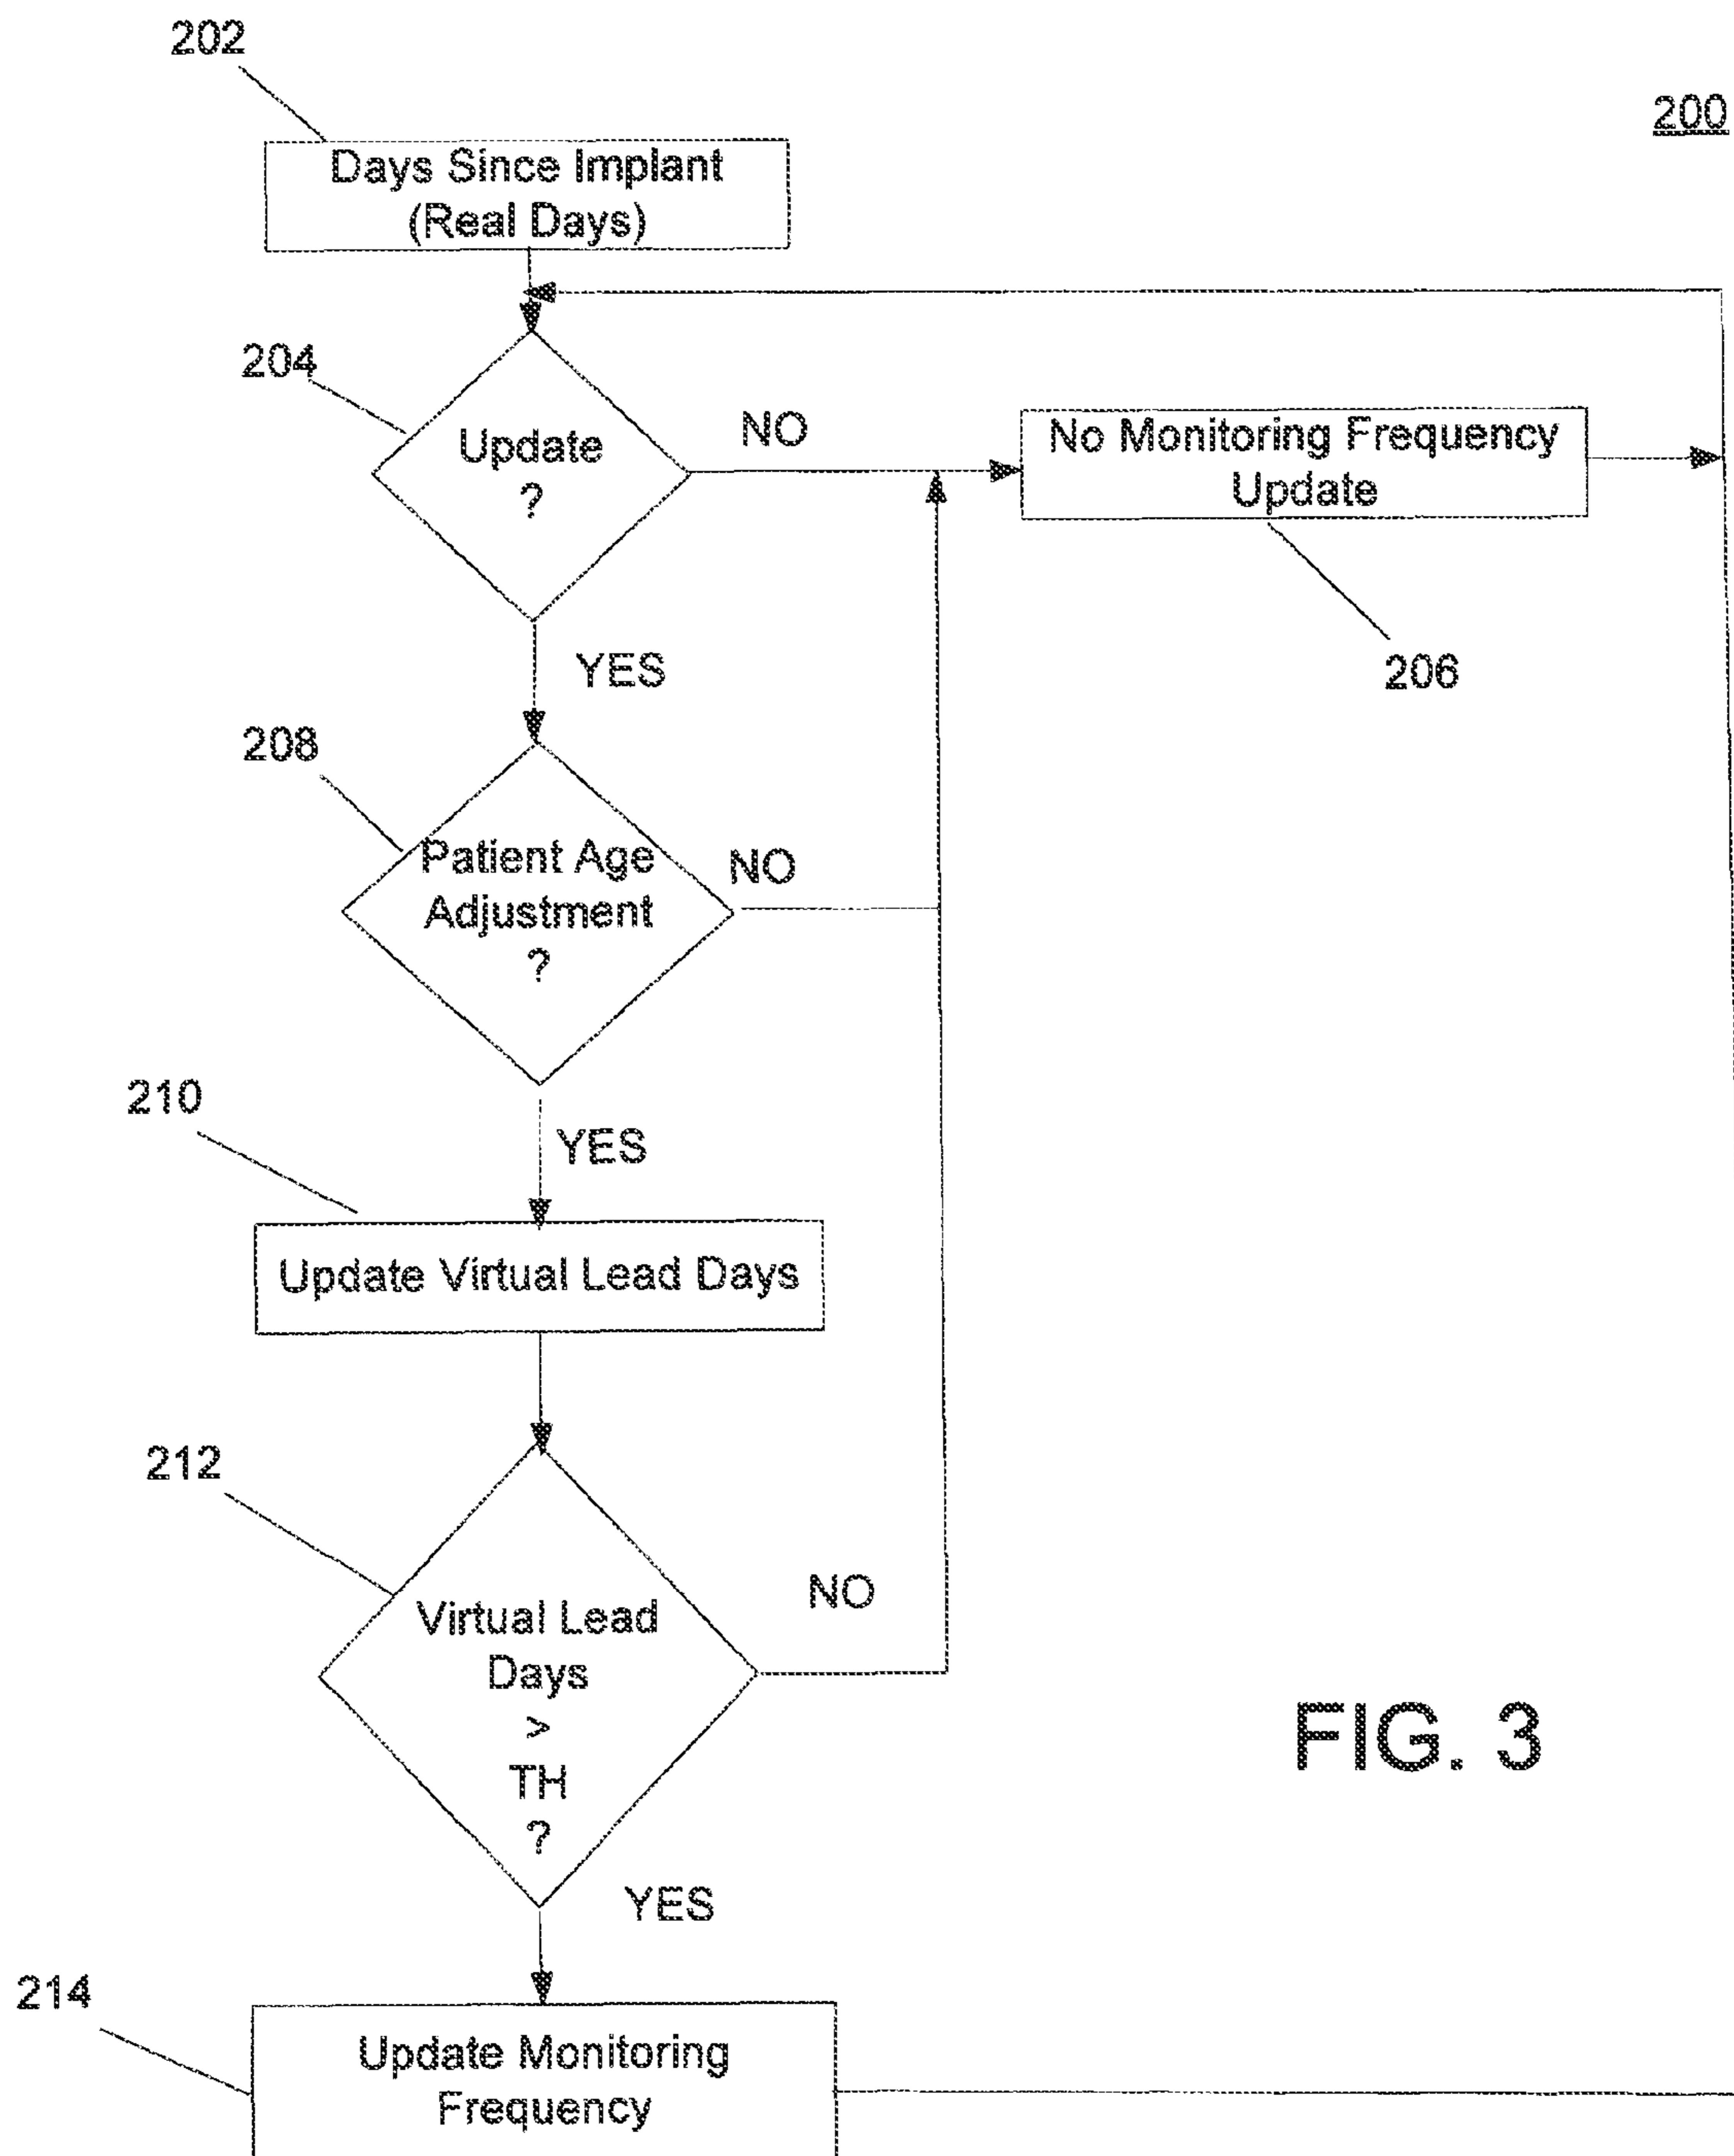 202
200
Days Since Implant
(Real Days)
204
Update
?
NO
No Monitoring Frequency
Update
206
YES
208
Patient Age
Adjustment
?
NO
210
YES
Update Virtual Lead Days
212
Virtual Lead
Days
>
TH
?
NO
FIG. 3
YES
214
Update Monitoring
Frequency